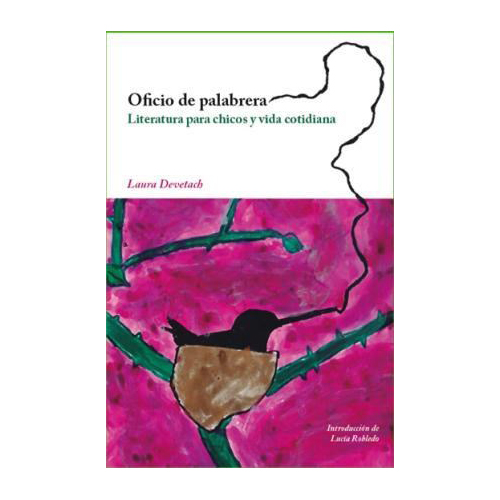 Oficio de palabrera
Literatura para chicos y vida cotidiana
Laura Devetach
Introducción de
Lucía Robledo